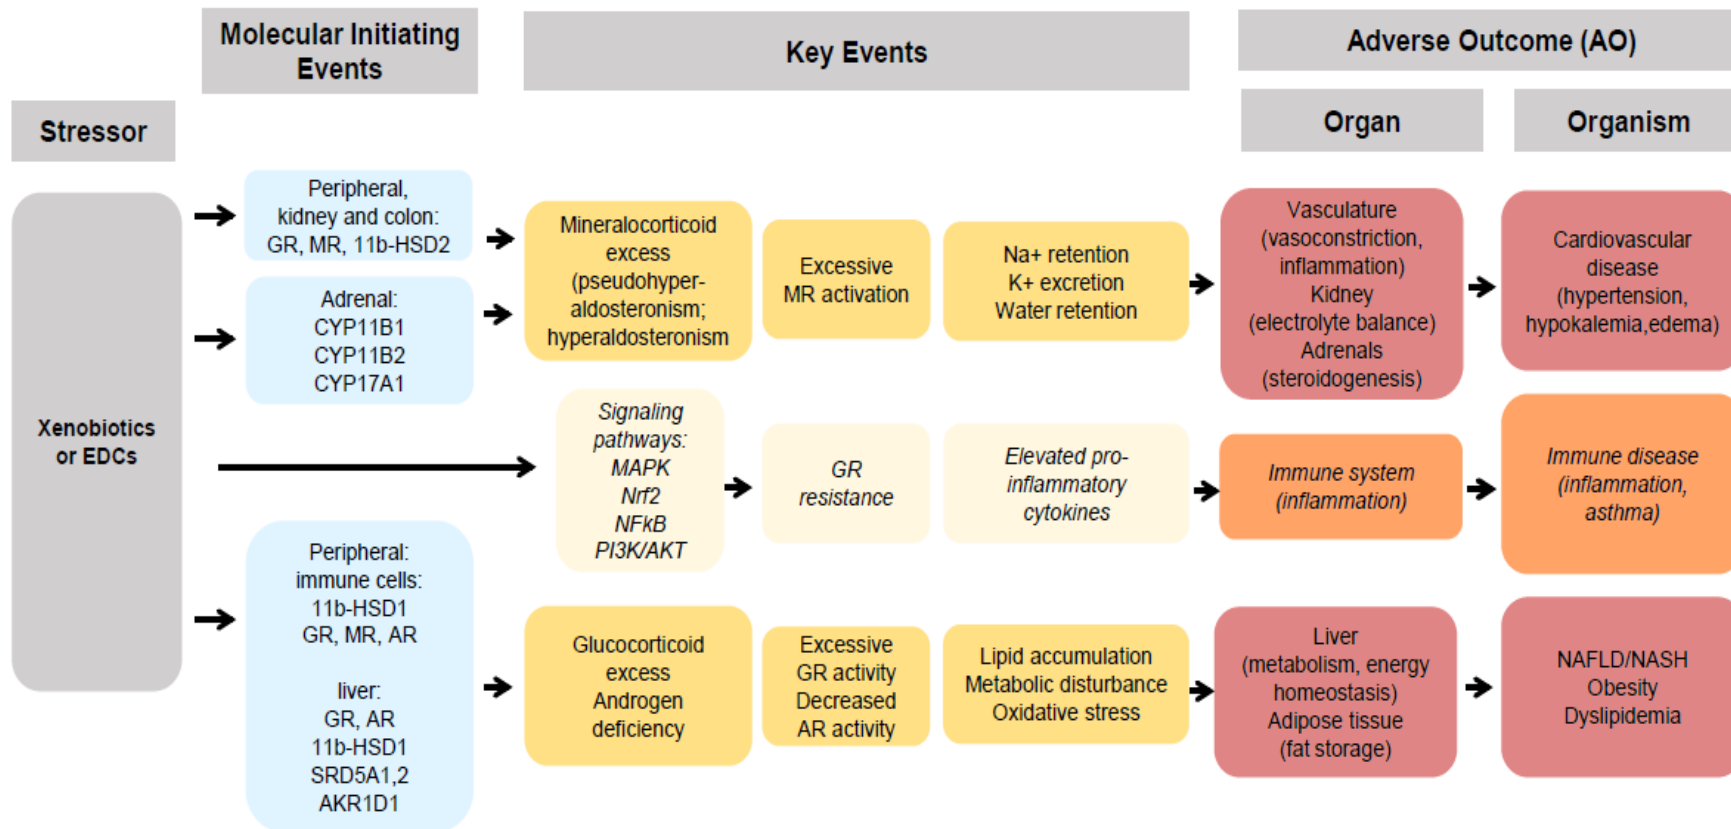 Molecular Initiating
Events
Key Events
Adverse Outcome (AO)
Stressor
Organ
Organism
Xenobiotics
or EDCs
Peripheral,
kidney and colon:
GR, MR, 11b-HSD2
Adrenal:
CYP11B1
CYP11B2
CYP17A1
Mineralocorticoid
excess
(pseudohyper-
aldosteronism;
hyperaldosteronism
Excessive
MR activation
Na+ retention
K+ excretion
Water retention
Vasculature
(vasoconstriction,
inflammation)
Kidney
(electrolyte balance)
Adrenals
(steroidogenesis)
Cardiovascular
disease
(hypertension,
hypokalemia,edema)
Signaling
pathways:
MAPK
Nrf2
NFkB
PI3K/AKT
GR
resistance
Elevated pro-
inflammatory
cytokines
Immune system
(inflammation)
Immune disease
(inflammation,
asthma)
Peripheral:
immune cells:
11b-HSD1
GR, MR, AR
liver:
GR, AR
11b-HSD1
SRD5A1,2
AKR1D1
Glucocorticoid
excess
Androgen
deficiency
Excessive
GR activity
Decreased
AR activity
Lipid accumulation
Metabolic disturbance
Oxidative stress
Liver
(metabolism, energy
homeostasis)
Adipose tissue
(fat storage)
NAFLD/NASH
Obesity
Dyslipidemia